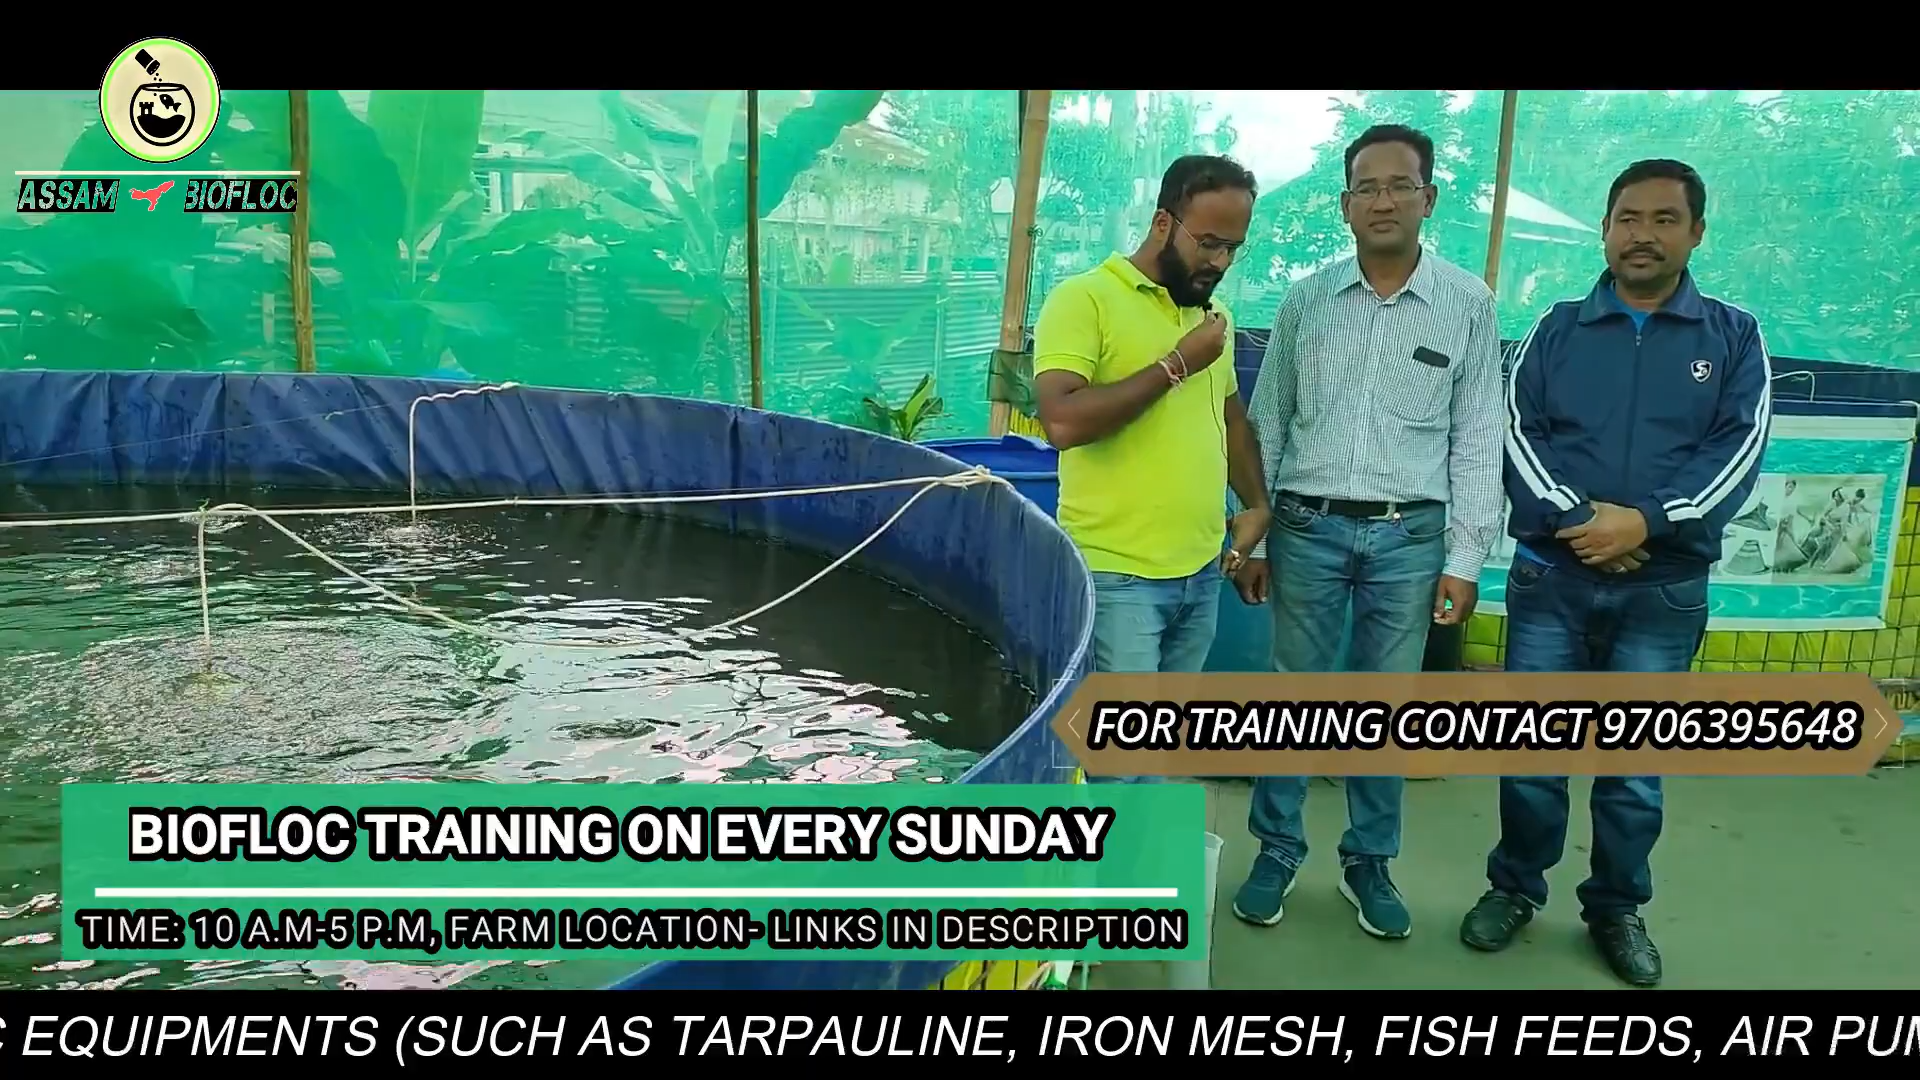 ASSAM BIOFLOC
FOR TRAINING CONTACT 9706395648
BIOFLOC TRAINING ON EVERY SUNDAY
TIME: 10 A.M-5 P.M, FARM LOCATION- LINKS IN DESCRIPTION
EQUIPMENTS (SUCH AS TARPAULINE, IRON MESH, FISH FEEDS, AIR